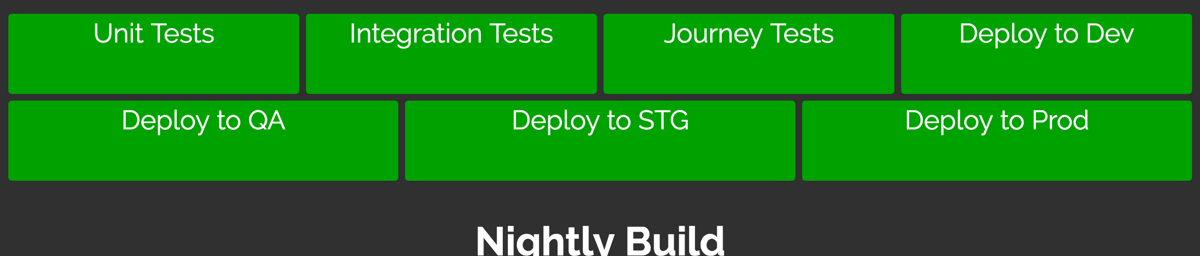 Unit Tests
Integration Tests
Journey Tests
Deploy to Dev
Deploy to QA
Deploy to STG
Deploy to Prod
Nightly Build